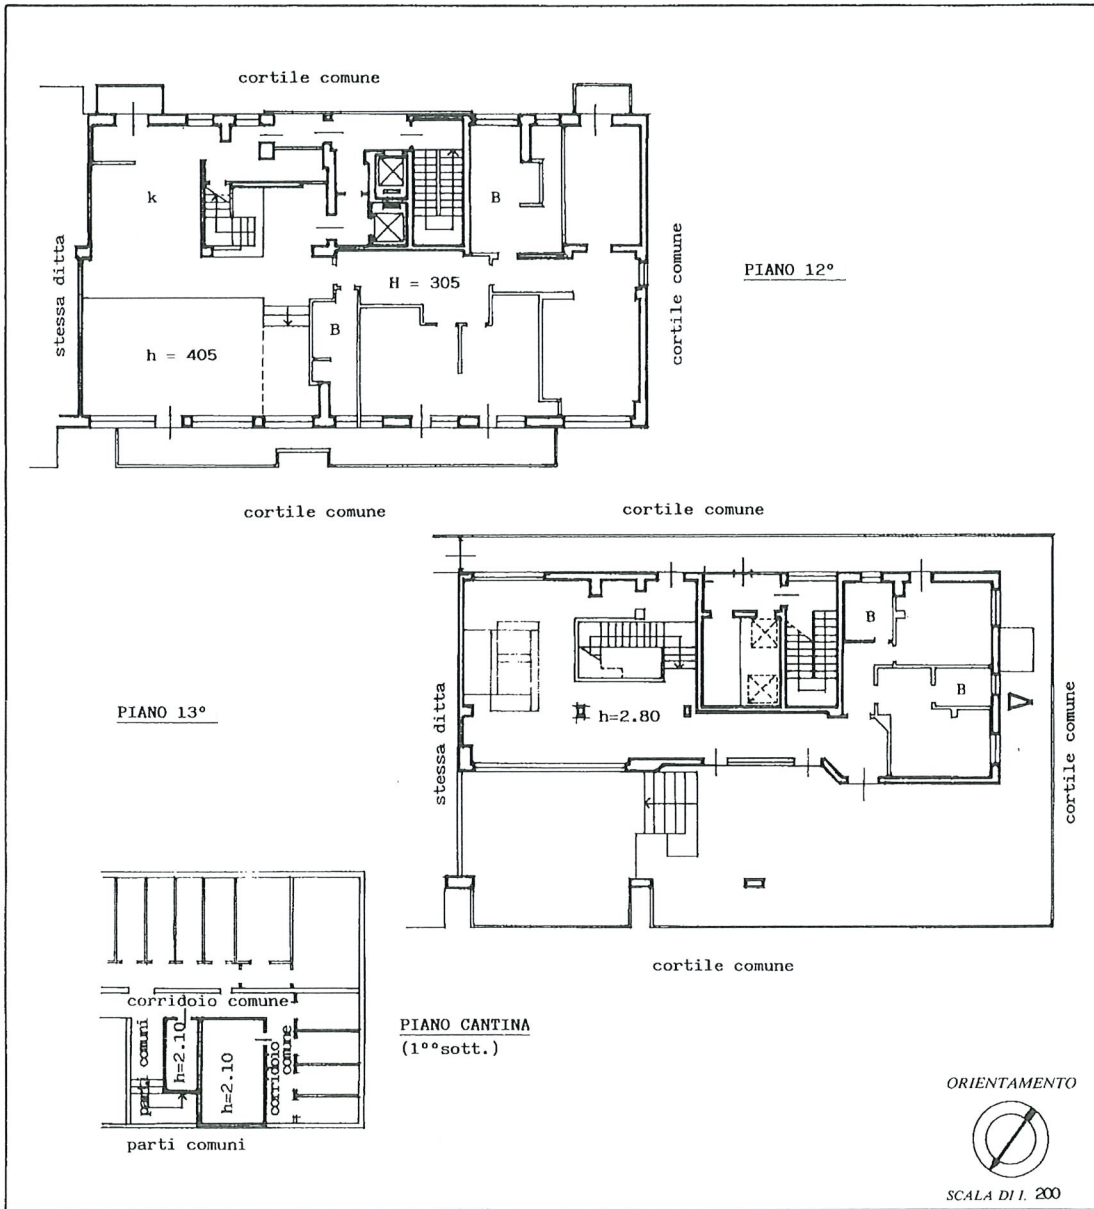 cortile comune
k
B
stessa ditta
cortile comune
PIANO 12°
H = 305
B
h = 405
cortile comune
cortile comune
B
B
PIANO 13°
h=2.80
stessa ditta
cortile comune
cortile comune
corridoio comune
parti comuni
h=2.10
h=2.10
corridoio
comune
parti comuni
PIANO CANTINA
(1°°sott.)
ORIENTAMENTO
SCALA DI 1. 200